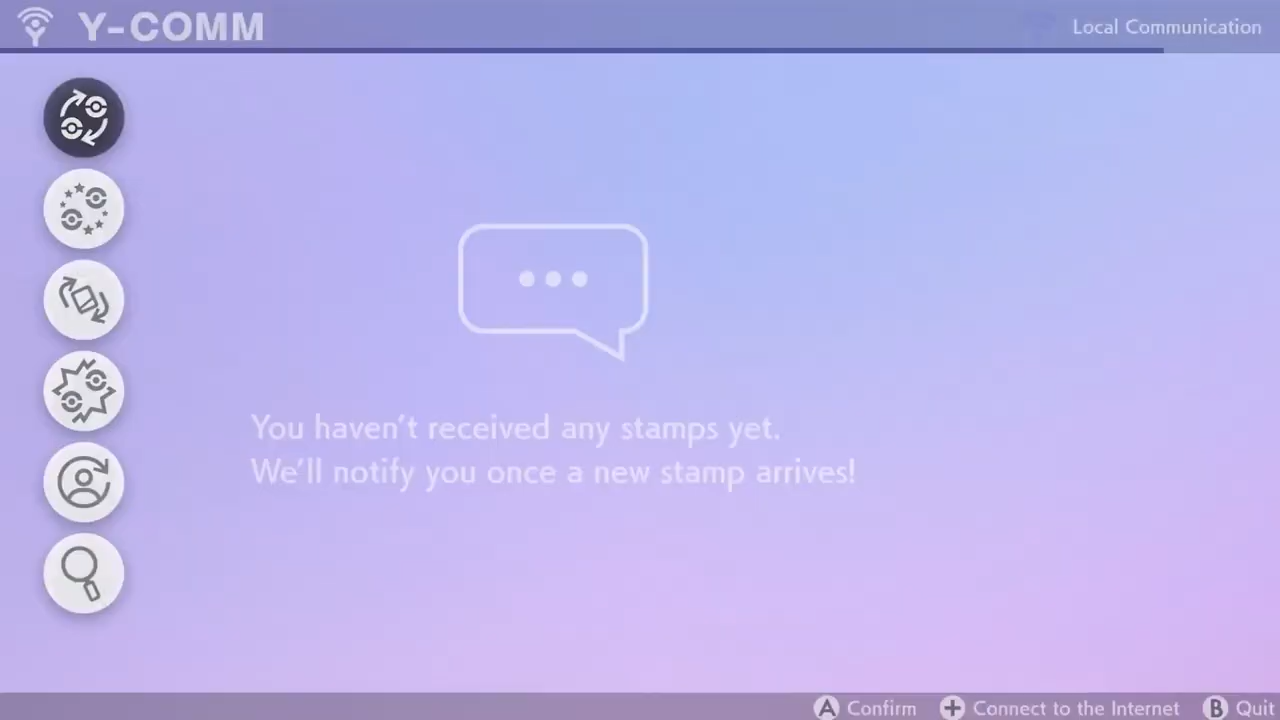 Y-COMM
Local Communication
You haven't received any stamps yet.
We'll notify you once a new stamp arrives!
A Confirm + Connect to the Internet B Quit